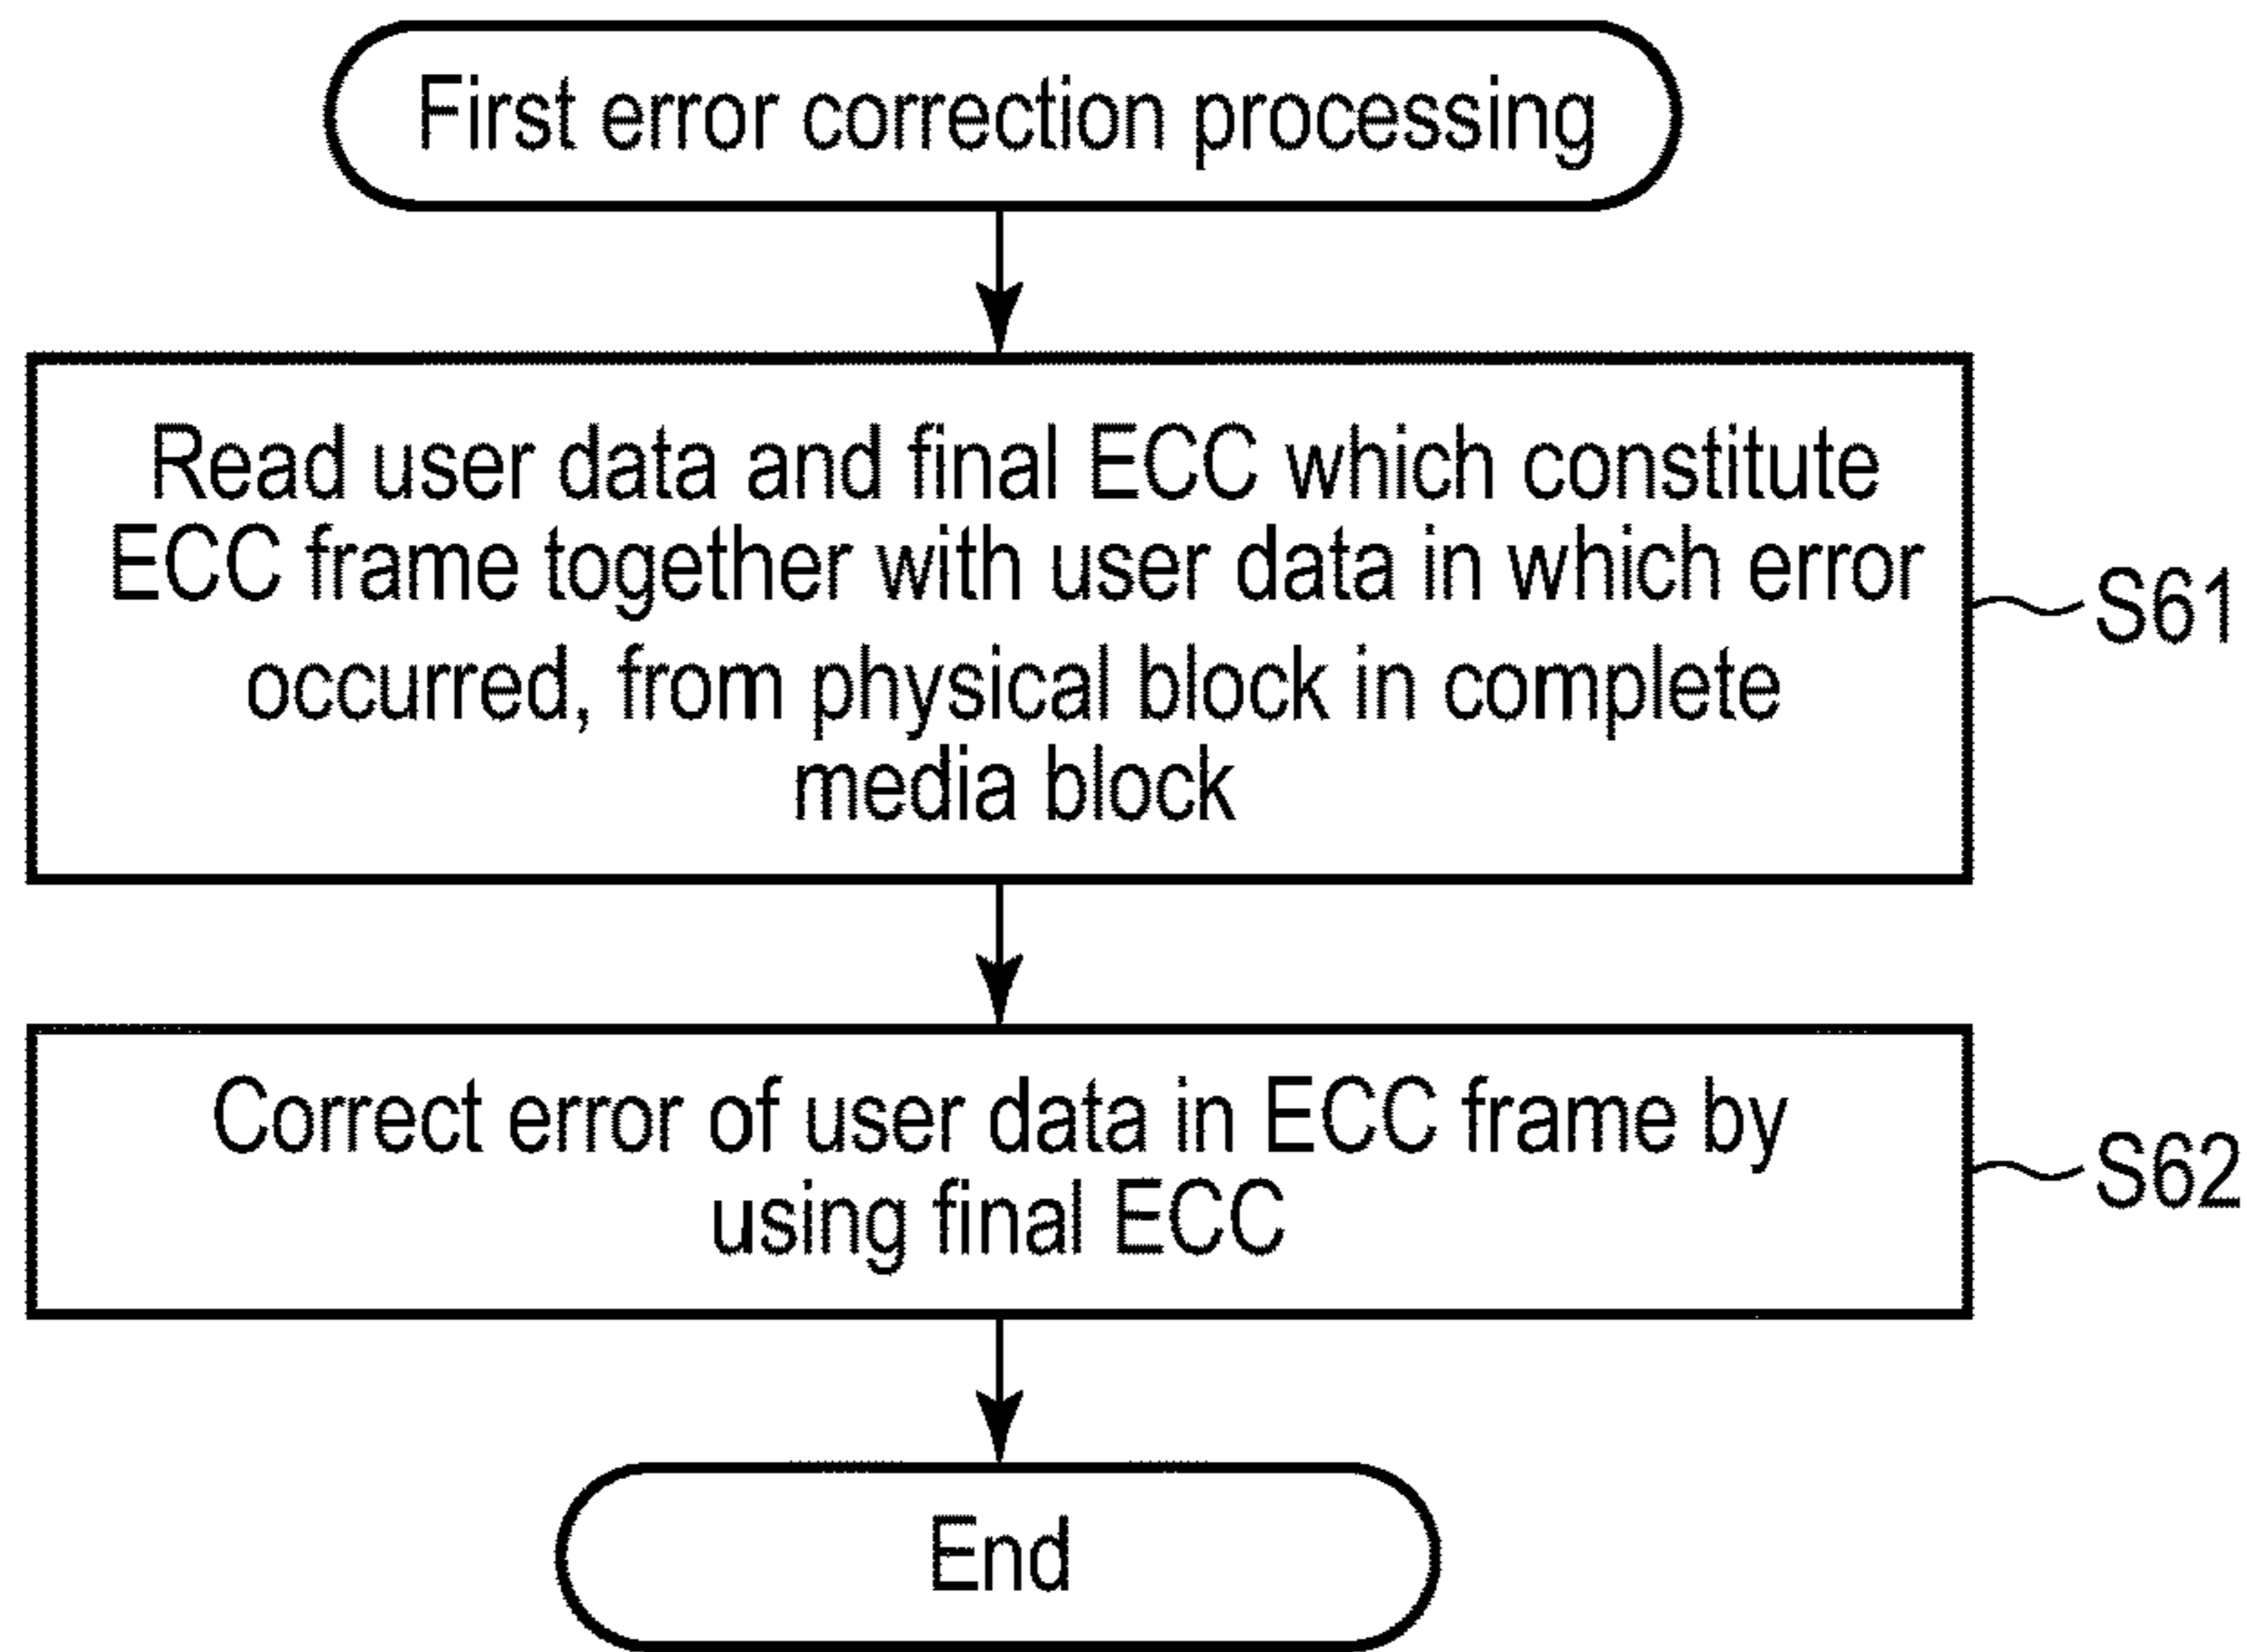 First error correction processing
Read user data and final ECC which constitute
ECC frame together with user data in which error
occurred, from physical block in complete
media block
S61
Correct error of user data in ECC frame by
using final ECC
S62
End